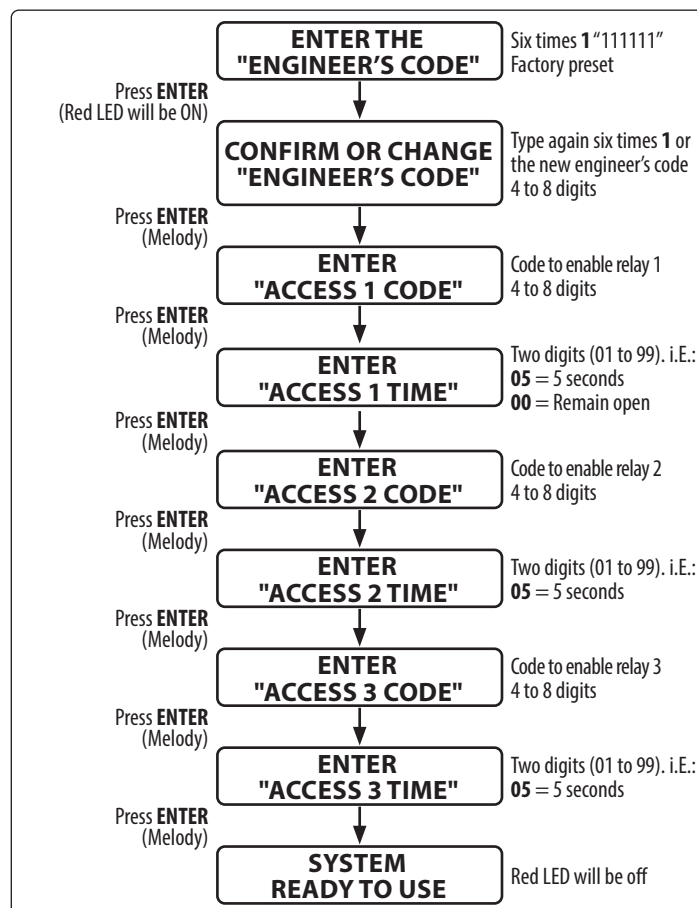 ENTER THE
"ENGINEER'S CODE"
Six times 1 “111111”
Factory preset
Press ENTER
(Red LED will be ON)
CONFIRM OR CHANGE
"ENGINEER'S CODE"
Type again six times 1 or
the new engineer's code
4 to 8 digits
Press ENTER
(Melody)
ENTER
"ACCESS 1 CODE"
Code to enable relay 1
4 to 8 digits
Press ENTER
(Melody)
ENTER
"ACCESS 1 TIME"
Two digits (01 to 99). i.E.:
05 = 5 seconds
00 = Remain open
Press ENTER
(Melody)
ENTER
"ACCESS 2 CODE"
Code to enable relay 2
4 to 8 digits
Press ENTER
(Melody)
ENTER
"ACCESS 2 TIME"
Two digits (01 to 99). i.E.:
05 = 5 seconds
Press ENTER
(Melody)
ENTER
"ACCESS 3 CODE"
Code to enable relay 3
4 to 8 digits
Press ENTER
(Melody)
ENTER
"ACCESS 3 TIME"
Two digits (01 to 99). i.E.:
05 = 5 seconds
Press ENTER
(Melody)
SYSTEM
READY TO USE
Red LED will be off